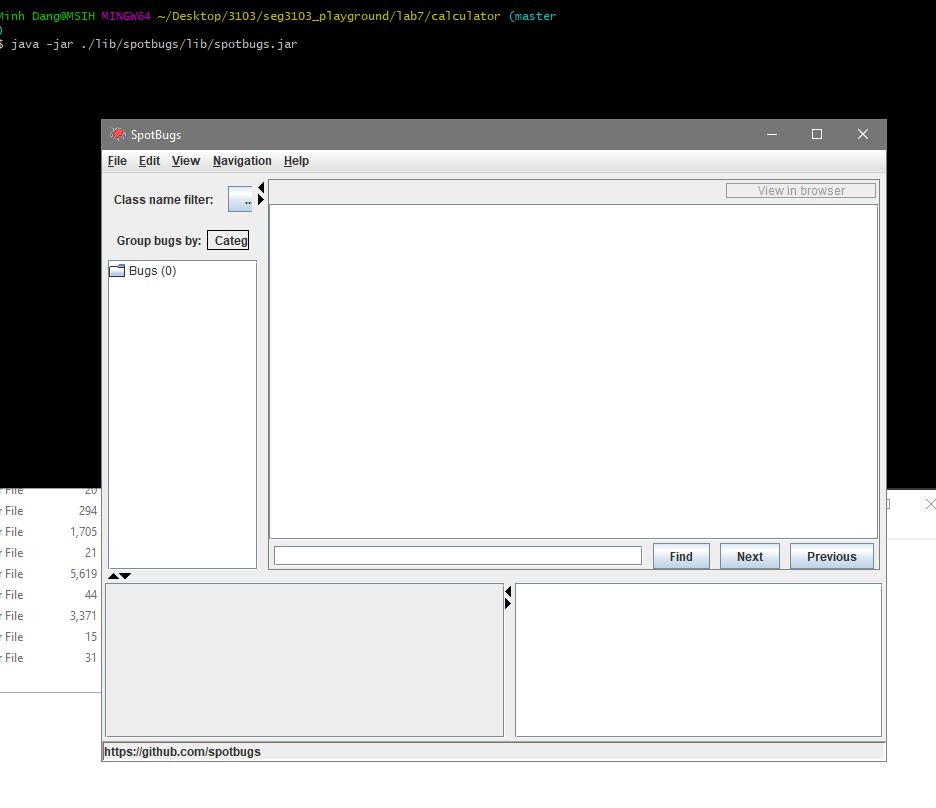 Minh Dang@MSIH MINGW64 ~/Desktop/3103/seg3103_playground/lab7/calculator (master
)
$ java -jar ./lib/spotbugs/lib/spotbugs.jar
SpotBugs
File Edit View Navigation Help
Class name filter: ..
View in browser
Group bugs by: Categ
Bugs (0)
r File 20
r File 294
r File 1,705
r File 21
r File 5,619
r File 44
r File 3,371
r File 15
r File 31
Find Next Previous
https://github.com/spotbugs